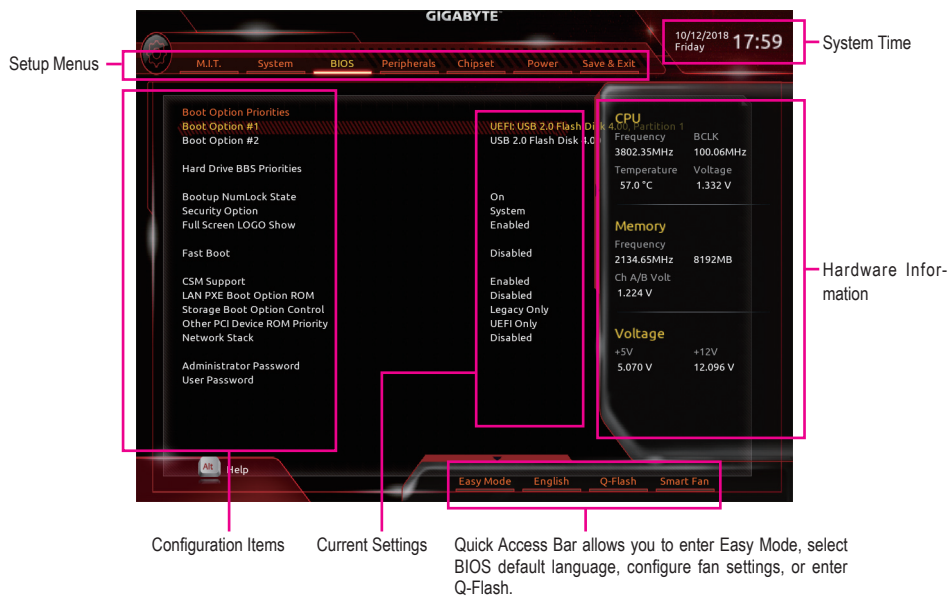 GIGABYTE™
10/12/2018 17:59
Friday
System Time
Setup Menus
M.I.T. System BIOS Peripherals Chipset Power Save & Exit
Boot Option Priorities
Boot Option #1 UEFI: USB 2.0 Flash Disk 4.00, Partition 1
Boot Option #2 USB 2.0 Flash Disk 4.00
Hard Drive BBS Priorities
Bootup NumLock State On
Security Option System
Full Screen LOGO Show Enabled
Fast Boot Disabled
CSM Support Enabled
LAN PXE Boot Option ROM Disabled
Storage Boot Option Control Legacy Only
Other PCI Device ROM Priority UEFI Only
Network Stack Disabled
Administrator Password
User Password
CPU
Frequency BCLK
3802.35MHz 100.06MHz
Temperature Voltage
57.0 °C 1.332 V
Memory
Frequency
2134.65MHz 8192MB
Ch A/B Volt
1.224 V
Voltage
+5V +12V
5.070 V 12.096 V
Hardware Infor-
mation
Alt Help
Easy Mode English Q-Flash Smart Fan
Configuration Items
Current Settings
Quick Access Bar allows you to enter Easy Mode, select
BIOS default language, configure fan settings, or enter
Q-Flash.